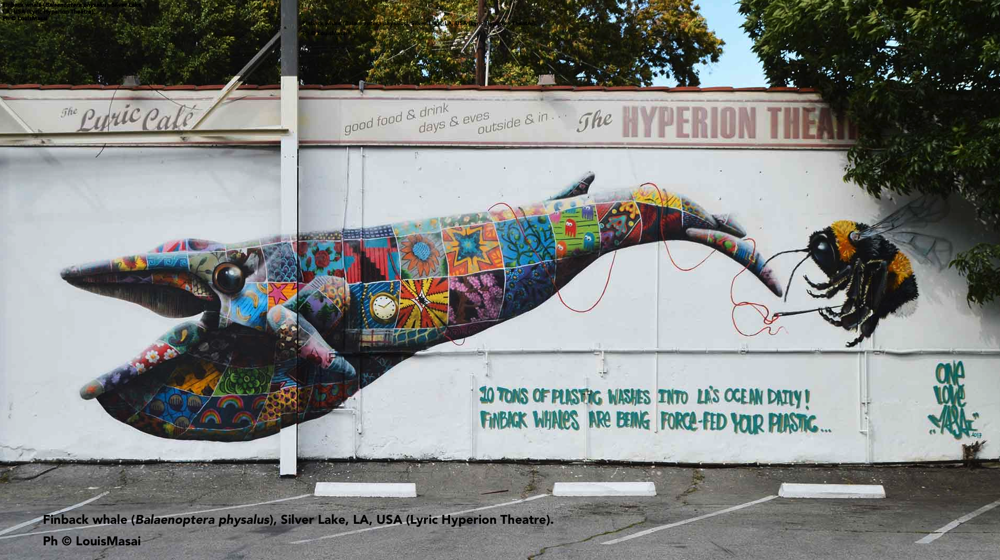 Finback whale (Balaenoptera physalus), Silver Lake,
LA, USA (Lyric Hyperion Theatre).
Ph © LouisMasai
Finback whale (Balaenoptera physalus), Silver Lake, LA, USA (Lyric Hyperion Theatre).
Ph © LouisMasai
The Lyric Café
good food & drink
days & eves
outside & in...
The HYPERION THEAT
10 TONS OF PLASTIC WASHES INTO LA'S OCEAN DAILY!
FINBACK WHALES ARE BEING FORCE-FED YOUR PLASTIC...
ONE
LOVE
"MASAI"
2017
Finback whale (Balaenoptera physalus), Silver Lake, LA, USA (Lyric Hyperion Theatre).
Ph © LouisMasai